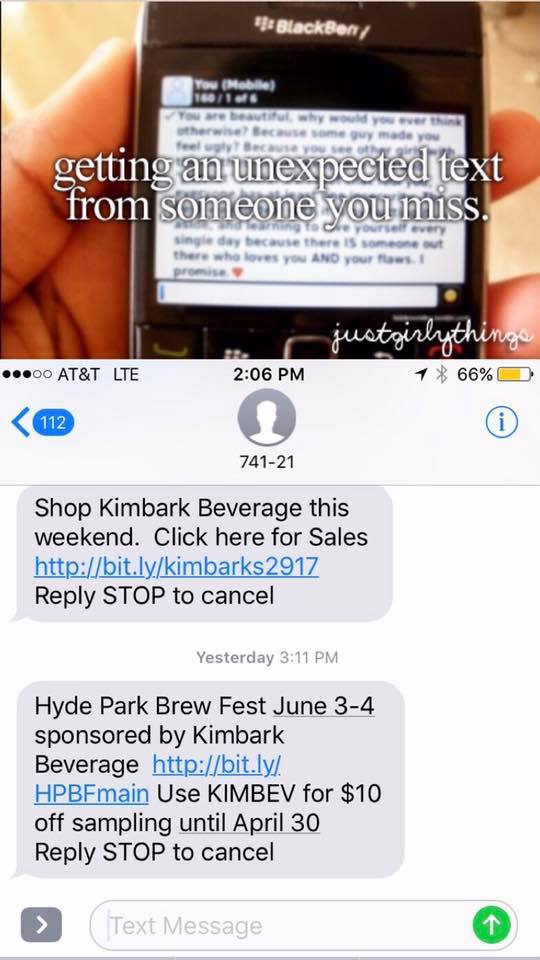 BlackBerry
You (Mobile)
160 / 1 of 6
You are beautiful, why would you ever think
otherwise? Because some guy made you
feel ugly? Because you see other
getting an unexpected text
from someone you miss.
aside, and learning to love yourself every
single day because there IS someone out
there who loves you AND your flaws. I
promise.❤
justgirlythings
AT&T LTE 2:06 PM 66%
112
741-21
Shop Kimbark Beverage this
weekend. Click here for Sales
http://bit.ly/kimbarks2917
Reply STOP to cancel
Yesterday 3:11 PM
Hyde Park Brew Fest June 3-4
sponsored by Kimbark
Beverage http://bit.ly/
HPBFmain Use KIMBEV for $10
off sampling until April 30
Reply STOP to cancel
Text Message